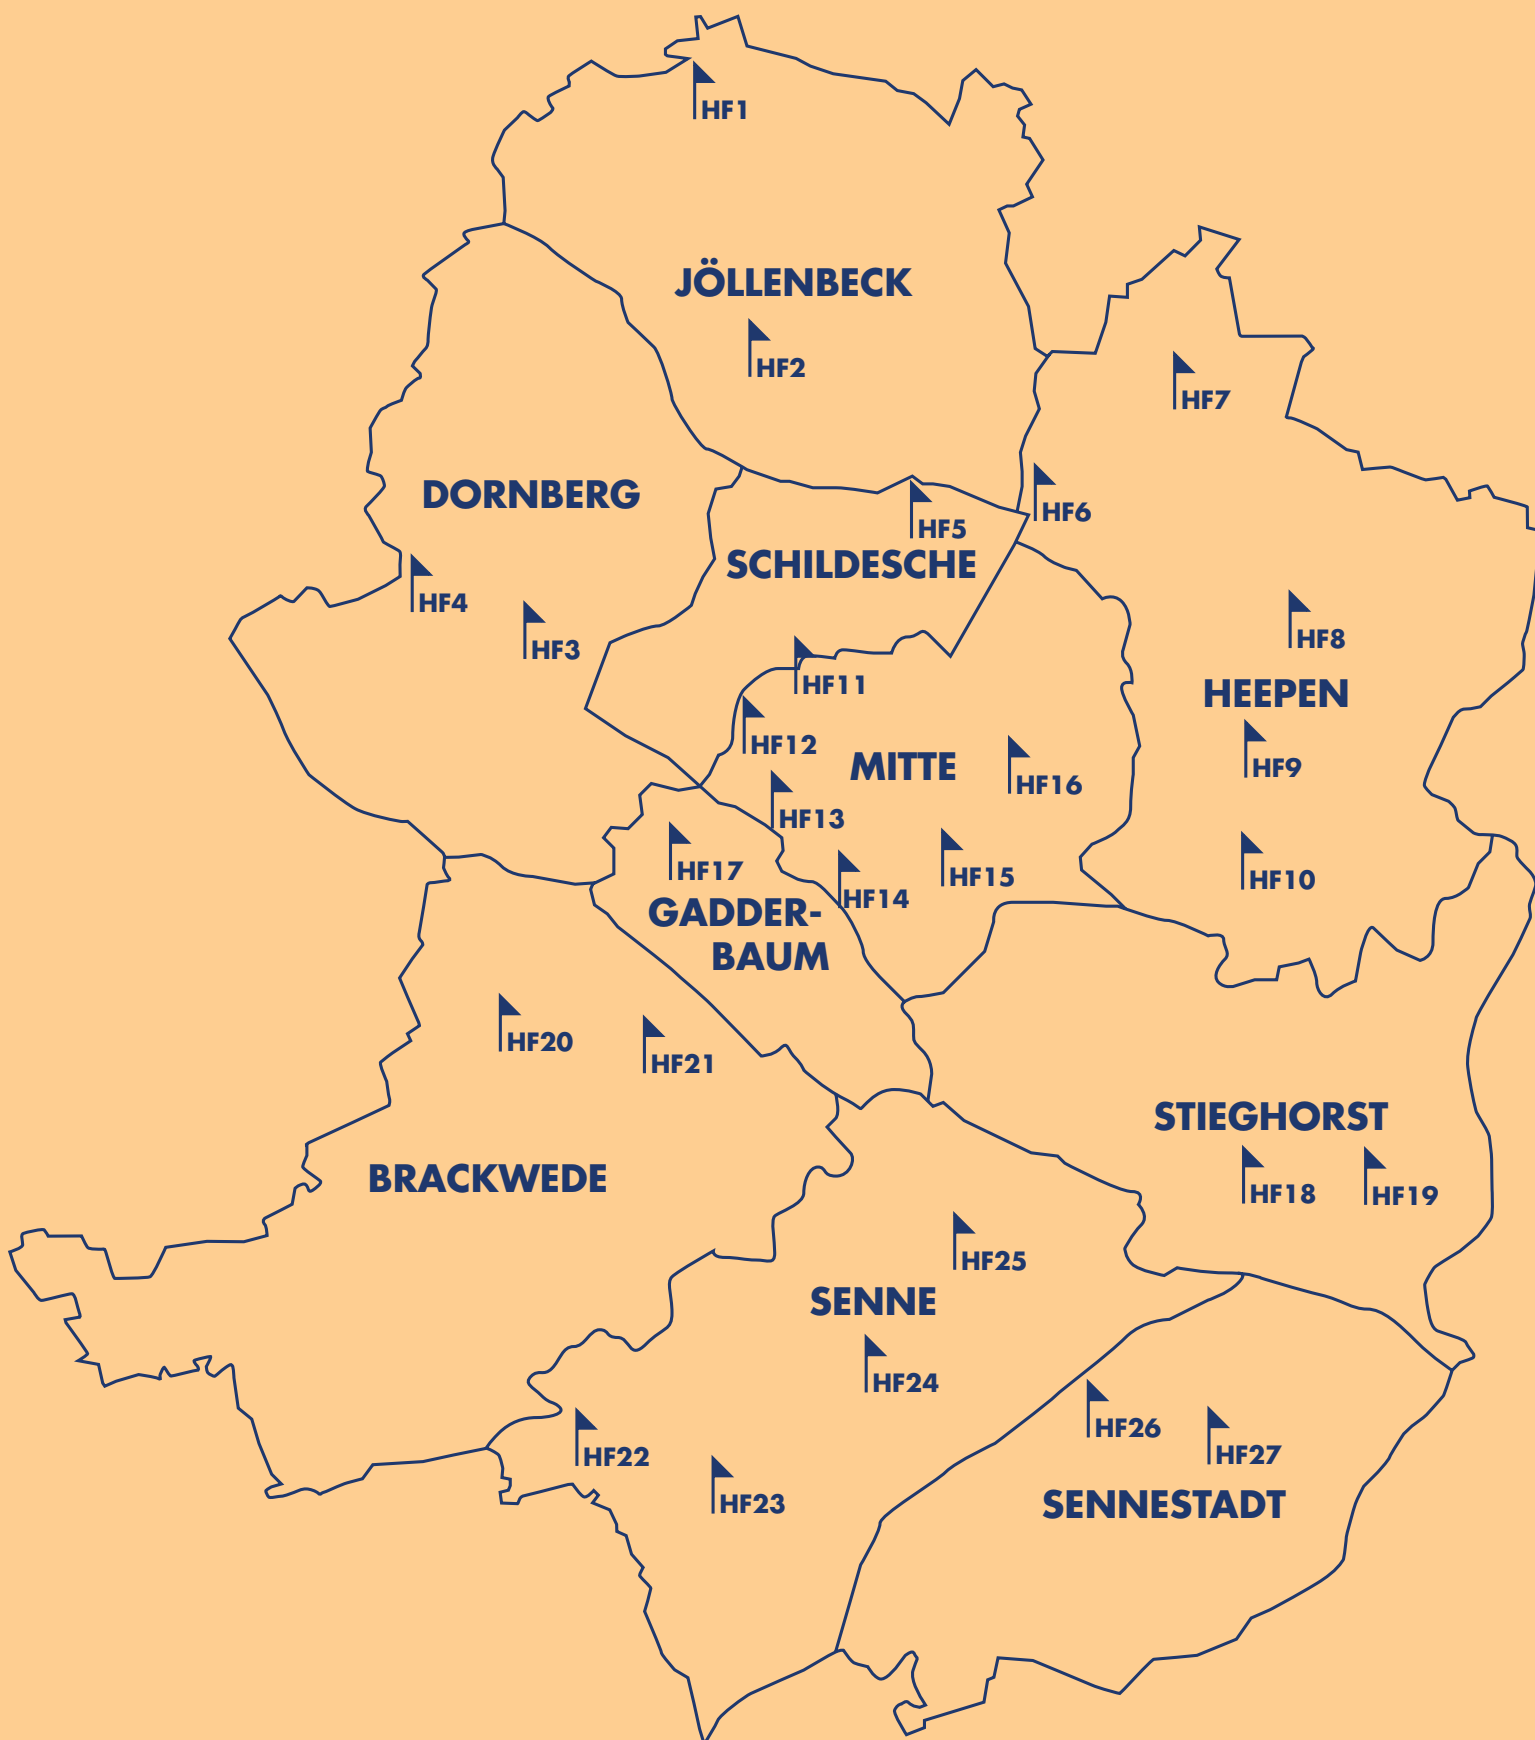 HF1
JÖLLENBECK
HF2
HF7
DORNBERG
HF6
HF5
SCHILDESCHE
HF4
HF3
HF8
HF11
HEEPEN
HF12
MITTE
HF9
HF16
HF13
HF17
HF15
HF10
HF14
GADDER-
BAUM
HF20
HF21
STIEGHORST
BRACKWEDE
HF18
HF19
HF25
SENNE
HF24
HF26
HF22
HF27
HF23
SENNESTADT